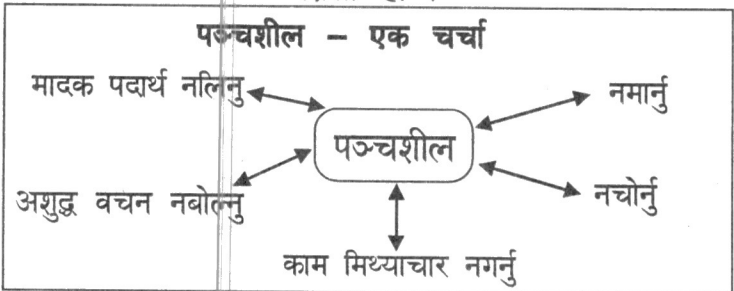 पञ्चशील – एक चर्चा
मादक पदार्थ नलिनु
नमार्नु
पञ्चशील
अशुद्ध वचन नबोल्नु
नचोर्नु
काम मिथ्याचार नगर्नु